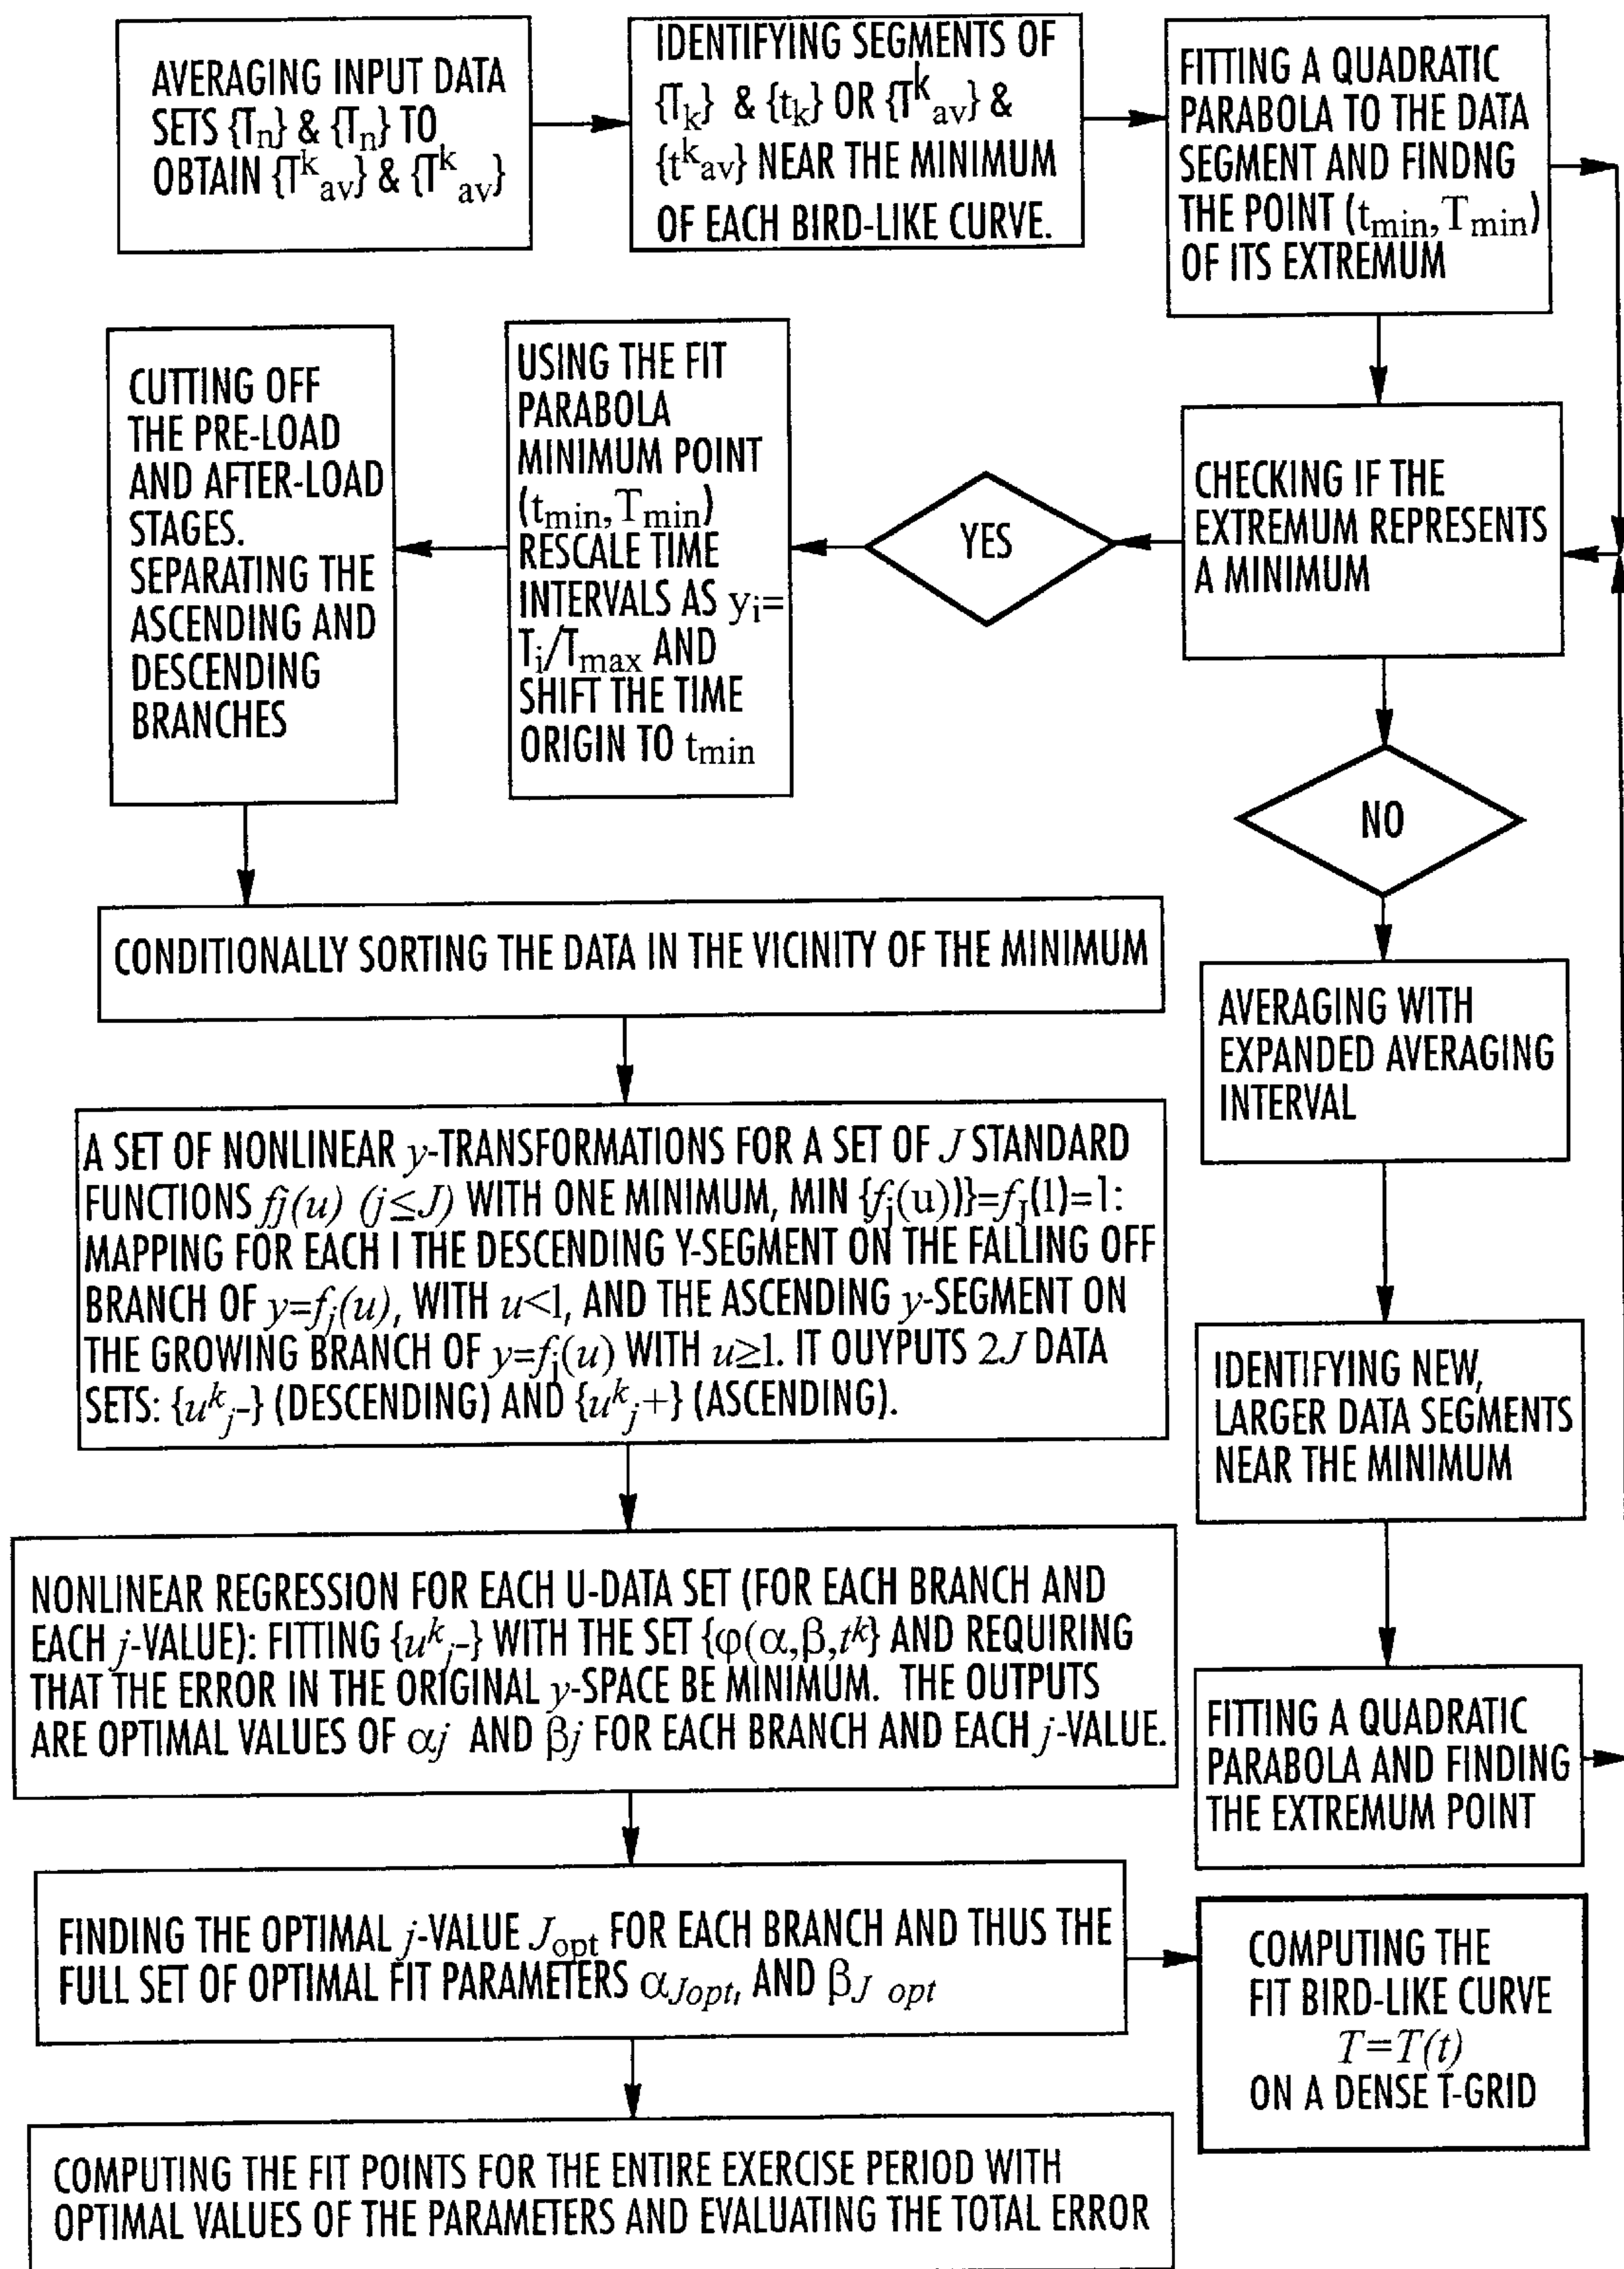 AVERAGING INPUT DATA
SETS {Tn} & {Tn} TO
OBTAIN {T^k_av} & {T^k_av}
IDENTIFYING SEGMENTS OF
{T_k} & {t_k} OR {T^k_av} &
{t^k_av} NEAR THE MINIMUM
OF EACH BIRD-LIKE CURVE.
FITTING A QUADRATIC
PARABOLA TO THE DATA
SEGMENT AND FINDNG
THE POINT (t_min, T_min)
OF ITS EXTREMUM
CHECKING IF THE
EXTREMUM REPRESENTS
A MINIMUM
YES
USING THE FIT
PARABOLA
MINIMUM POINT
(t_min, T_min)
RESCALE TIME
INTERVALS AS y_i=
T_i/T_max AND
SHIFT THE TIME
ORIGIN TO t_min
CUTTING OFF
THE PRE-LOAD
AND AFTER-LOAD
STAGES.
SEPARATING THE
ASCENDING AND
DESCENDING
BRANCHES
NO
AVERAGING WITH
EXPANDED AVERAGING
INTERVAL
IDENTIFYING NEW,
LARGER DATA SEGMENTS
NEAR THE MINIMUM
FITTING A QUADRATIC
PARABOLA AND FINDING
THE EXTREMUM POINT
CONDITIONALLY SORTING THE DATA IN THE VICINITY OF THE MINIMUM
A SET OF NONLINEAR y-TRANSFORMATIONS FOR A SET OF J STANDARD
FUNCTIONS fj(u) (j≤J) WITH ONE MINIMUM, MIN {f_j(u))}=f_J(1)=1:
MAPPING FOR EACH I THE DESCENDING Y-SEGMENT ON THE FALLING OFF
BRANCH OF y=f_j(u), WITH u<1, AND THE ASCENDING y-SEGMENT ON
THE GROWING BRANCH OF y=f_j(u) WITH u≥1. IT OUYPUTS 2J DATA
SETS: {u^k_j-} (DESCENDING) AND {u^k_j+} (ASCENDING).
NONLINEAR REGRESSION FOR EACH U-DATA SET (FOR EACH BRANCH AND
EACH j-VALUE): FITTING {u^k_j-} WITH THE SET {φ(α,β,t^k} AND REQUIRING
THAT THE ERROR IN THE ORIGINAL y-SPACE BE MINIMUM. THE OUTPUTS
ARE OPTIMAL VALUES OF αj AND βj FOR EACH BRANCH AND EACH j-VALUE.
FINDING THE OPTIMAL j-VALUE J_opt FOR EACH BRANCH AND THUS THE
FULL SET OF OPTIMAL FIT PARAMETERS α_Jopt, AND β_J opt
COMPUTING THE
FIT BIRD-LIKE CURVE
T=T(t)
ON A DENSE T-GRID
COMPUTING THE FIT POINTS FOR THE ENTIRE EXERCISE PERIOD WITH
OPTIMAL VALUES OF THE PARAMETERS AND EVALUATING THE TOTAL ERROR